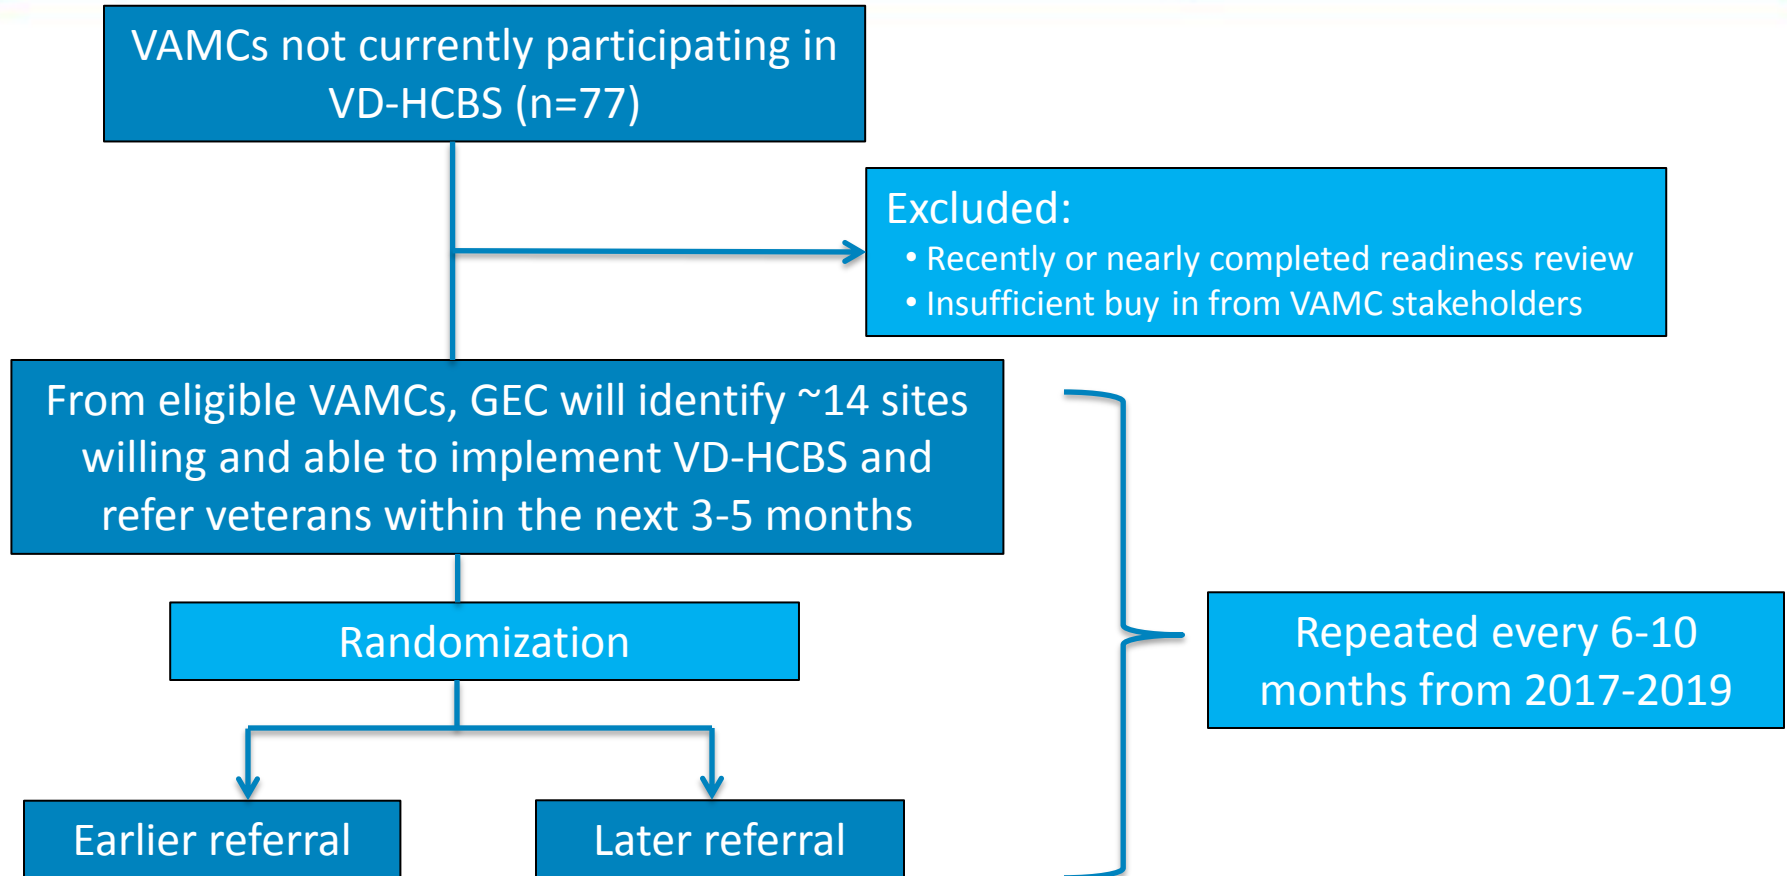 VAMCs not currently participating in
VD-HCBS (n=77)
Excluded:
• Recently or nearly completed readiness review
• Insufficient buy in from VAMC stakeholders
From eligible VAMCs, GEC will identify ~14 sites
willing and able to implement VD-HCBS and
refer veterans within the next 3-5 months
Randomization
Repeated every 6-10
months from 2017-2019
Earlier referral
Later referral